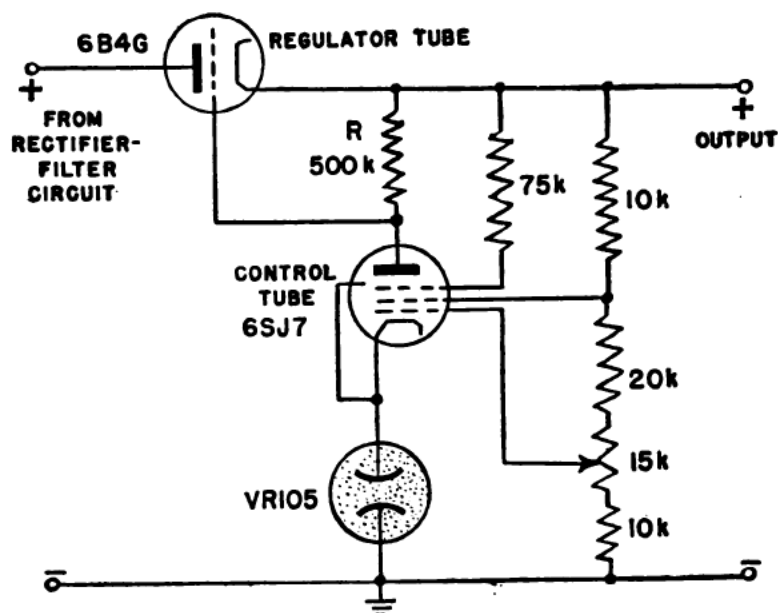 6B4G
REGULATOR TUBE
+
FROM
RECTIFIER-
FILTER
CIRCUIT
R
500k
75k
10k
+
OUTPUT
CONTROL
TUBE
6SJ7
20k
15k
VR105
10k
-
-